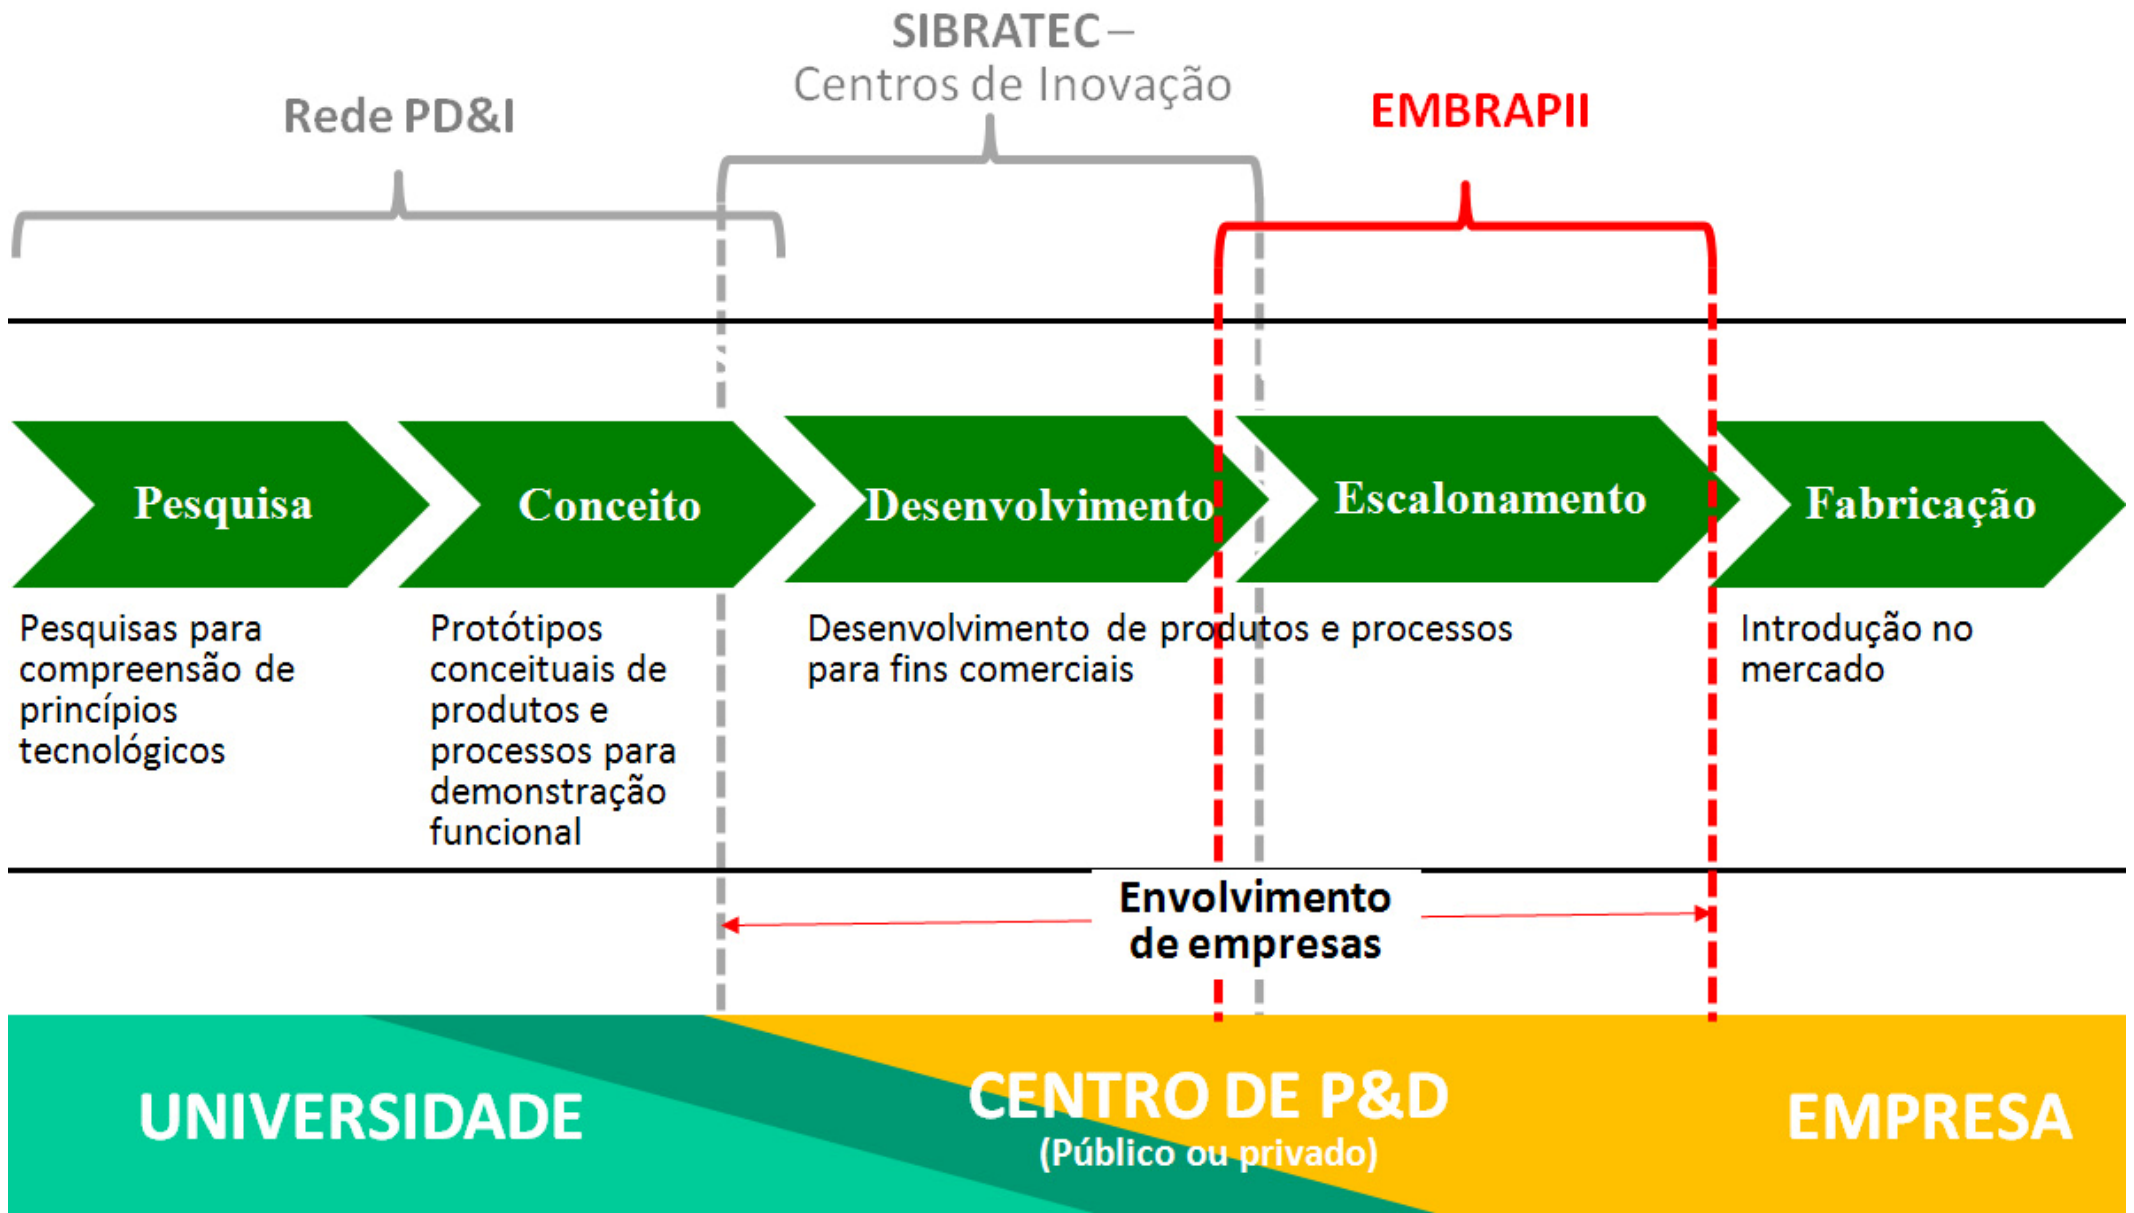 SIBRATEC –
Centros de Inovação
Rede PD&I
EMBRAPII
Pesquisa
Conceito
Desenvolvimento
Escalonamento
Fabricação
Pesquisas para
compreensão de
princípios
tecnológicos
Protótipos
conceituais de
produtos e
processos para
demonstração
funcional
Desenvolvimento de produtos e processos
para fins comerciais
Introdução no
mercado
Envolvimento
de empresas
UNIVERSIDADE
CENTRO DE P&D
(Público ou privado)
EMPRESA